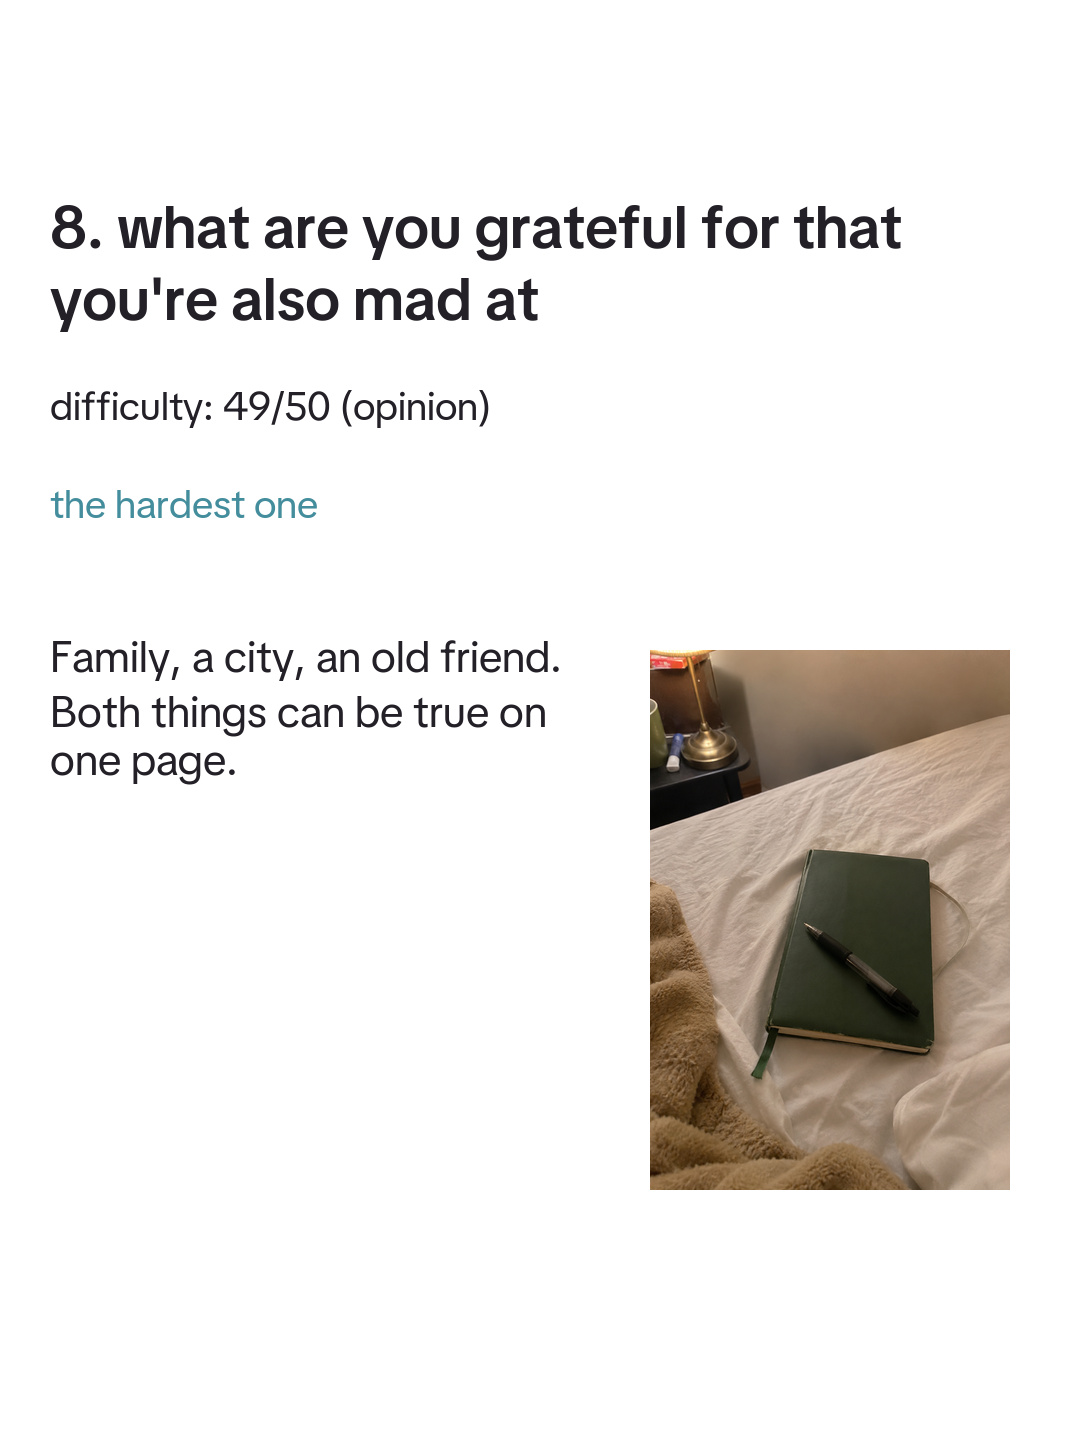 8. what are you grateful for that
you're also mad at
difficulty: 49/50 (opinion)
the hardest one
Family, a city, an old friend.
Both things can be true on
one page.